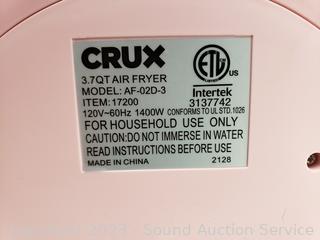 CRUX
3.7QT AIR FRYER
MODEL: AF-02D-3
ITEM:17200
ETL US
Intertek
3137742
120V~60Hz 1400W CONFORMS TO UL STD.1026
FOR HOUSEHOLD USE ONLY
CAUTION:DO NOT IMMERSE IN WATER
READ INSTRUCTIONS BEFORE USE
MADE IN CHINA 2128
Copyright 2023 Sound Auction Service